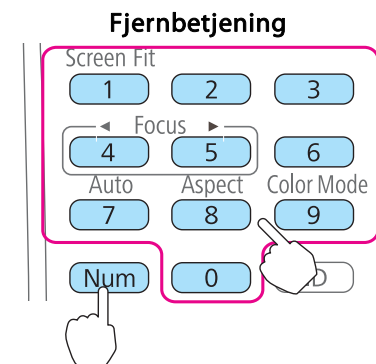 Fjernbetjening
Screen Fit
1 2 3
◄ Focus ►
4 5 6
Auto Aspect Color Mode
7 8 9
Num 0 D